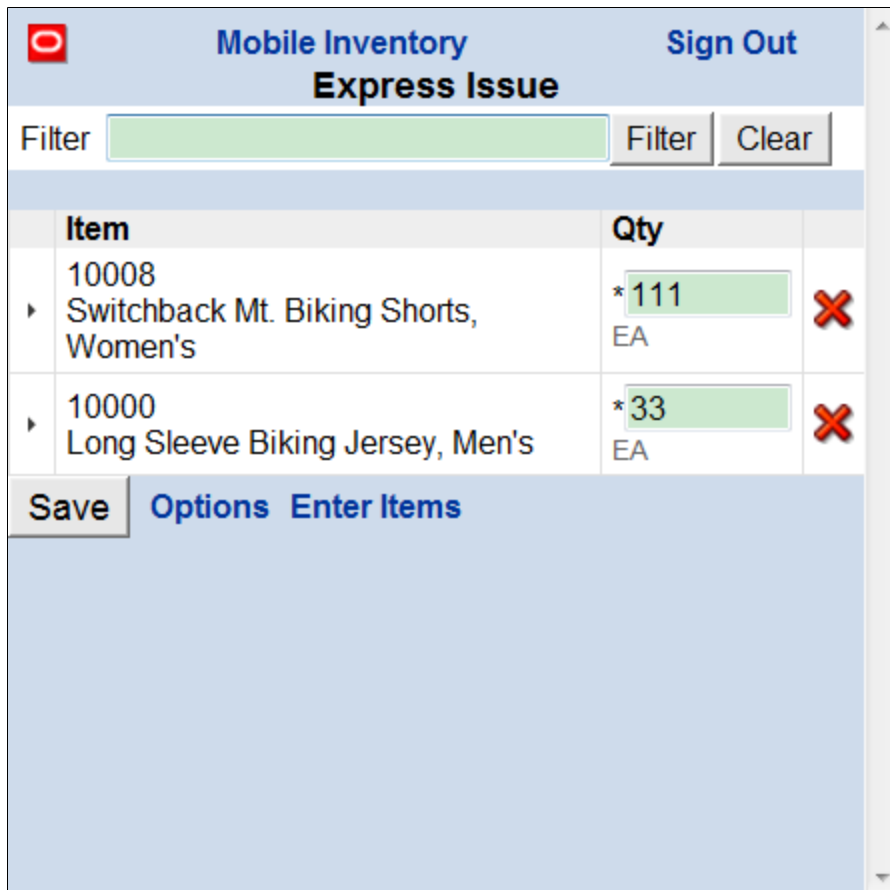 Mobile Inventory Sign Out
Express Issue
Filter Filter Clear
Item Qty
10008
Switchback Mt. Biking Shorts,
Women's
*111
EA
10000
Long Sleeve Biking Jersey, Men's
*33
EA
Save Options Enter Items